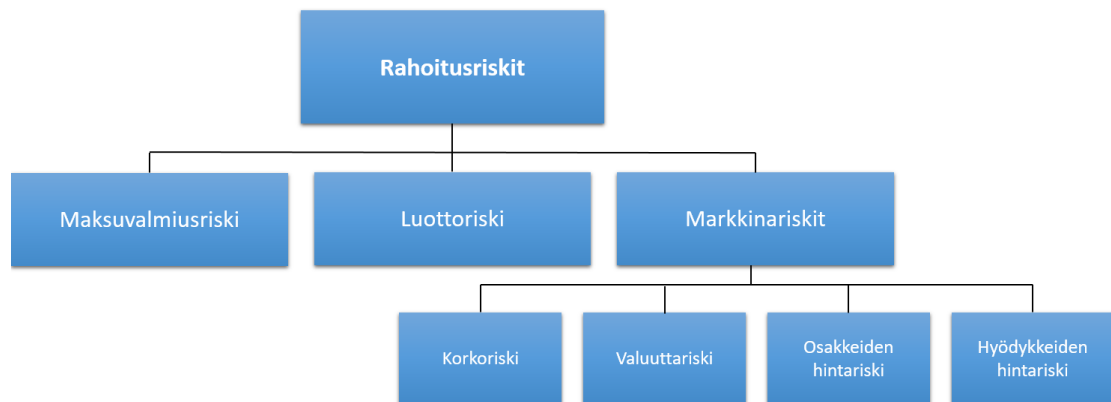 Rahoitusriskit
Maksuvalmiusriski
Luottoriski
Markkinariskit
Korkoriski
Valuuttariski
Osakkeiden
hintariski
Hyödykkeiden
hintariski